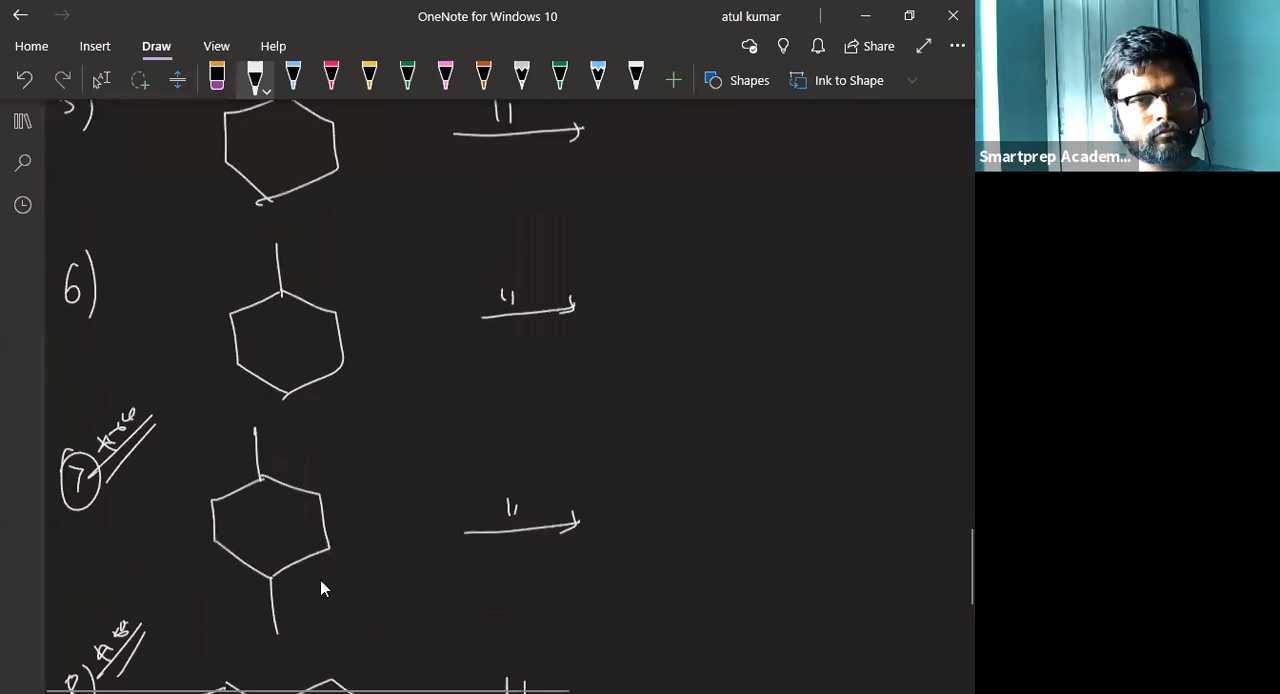 OneNote for Windows 10
atul kumar
Home Insert Draw View Help
Share
Shapes
Ink to Shape
Smartprep Academ...
6)
7
8)